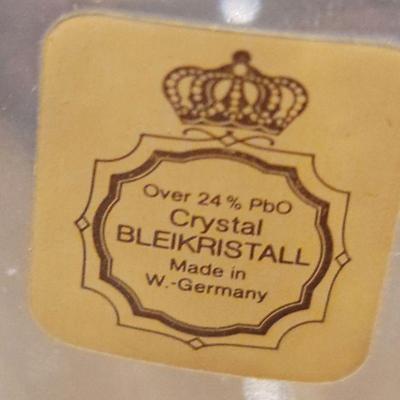 Over 24% PbO
Crystal
BLEIKRISTALL
Made in
W.-Germany